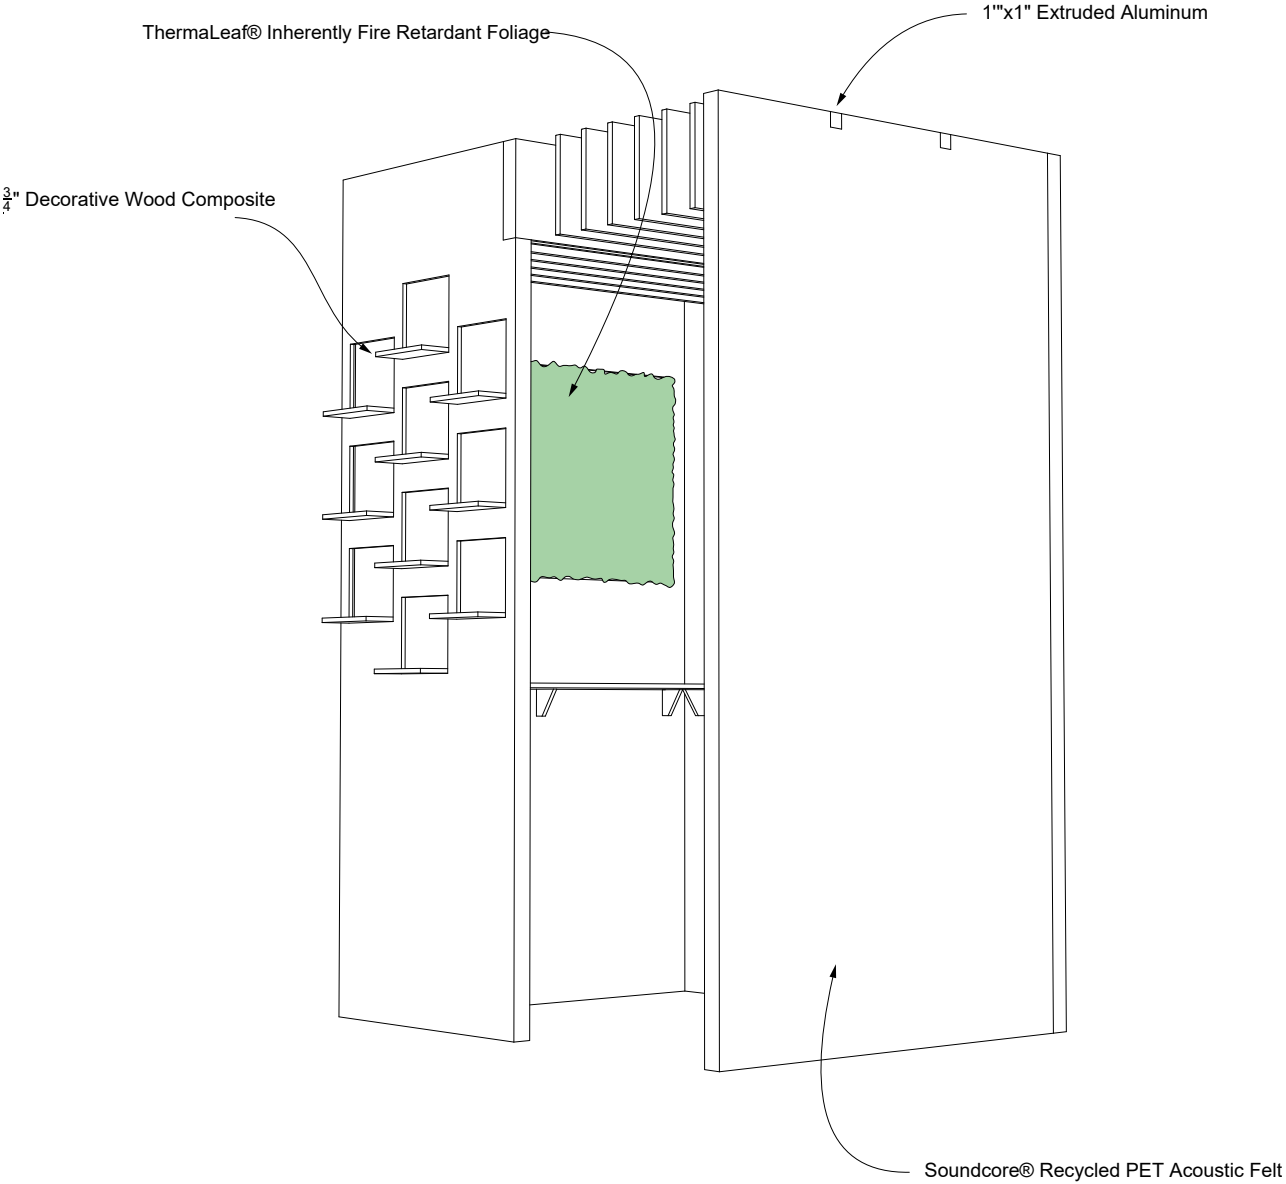 1'"x1" Extruded Aluminum
ThermaLeaf® Inherently Fire Retardant Foliage
3/4" Decorative Wood Composite
Soundcore® Recycled PET Acoustic Felt